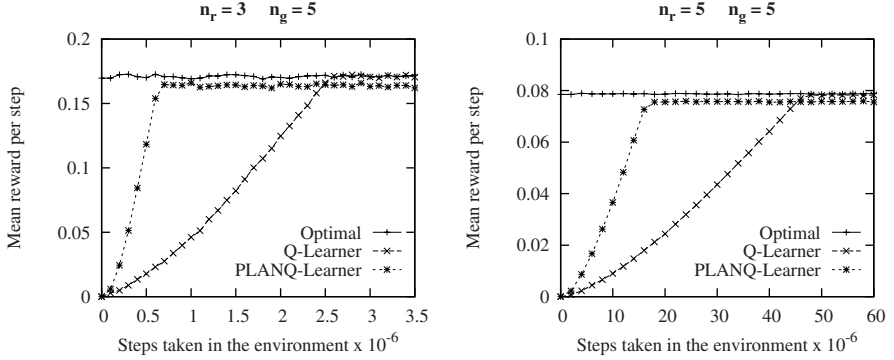 n_r = 3 n_g = 5
Mean reward per step
0.2
0.15
0.1
0.05
0
Optimal
Q-Learner
PLANQ-Learner
0 0.5 1 1.5 2 2.5 3 3.5
Steps taken in the environment x 10^-6
n_r = 5 n_g = 5
Mean reward per step
0.1
0.08
0.06
0.04
0.02
0
Optimal
Q-Learner
PLANQ-Learner
0 10 20 30 40 50 60
Steps taken in the environment x 10^-6